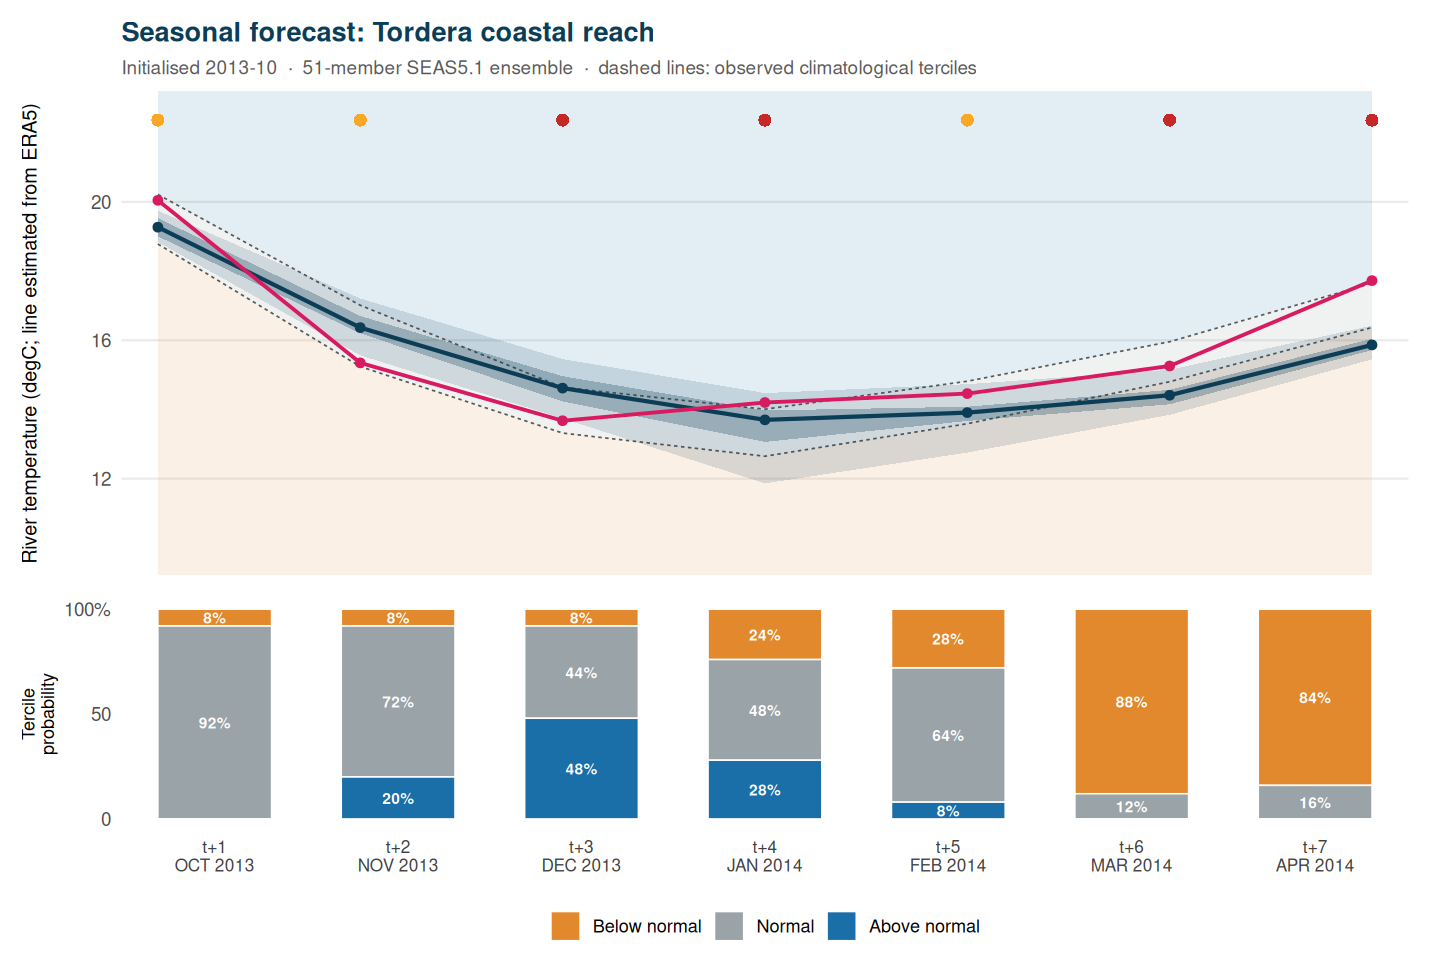 Seasonal forecast: Tordera coastal reach
Initialised 2013-10 · 51-member SEAS5.1 ensemble · dashed lines: observed climatological terciles
River temperature (degC; line estimated from ERA5)
20
16
12
Tercile
probability
100%
50
0
8%
92%
8%
72%
20%
8%
44%
48%
24%
48%
28%
28%
64%
8%
88%
12%
84%
16%
t+1
OCT 2013
t+2
NOV 2013
t+3
DEC 2013
t+4
JAN 2014
t+5
FEB 2014
t+6
MAR 2014
t+7
APR 2014
Below normal
Normal
Above normal